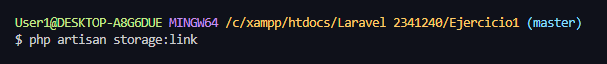 User1@DESKTOP-A8G6DUE MINGW64 /c/xampp/htdocs/Laravel 2341240/Ejercicio1 (master)
$ php artisan storage:link